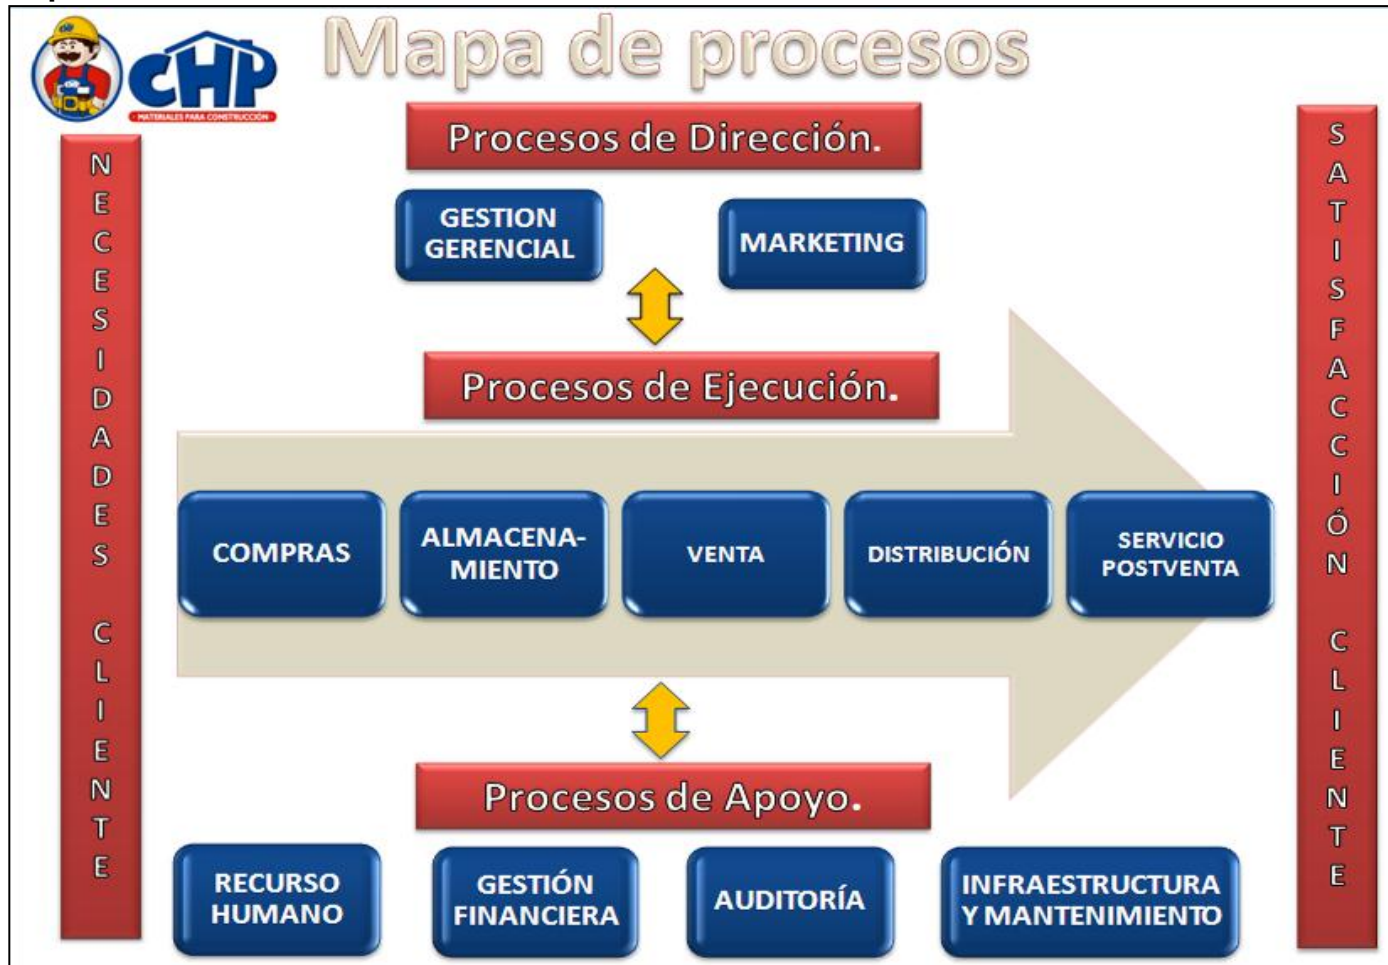 Mapa de procesos
CHP
MATERIALES PARA CONSTRUCCIÓN
NECESIDADES CLIENTE
Procesos de Dirección.
GESTION
GERENCIAL
MARKETING
Procesos de Ejecución.
COMPRAS
ALMACENA-
MIENTO
VENTA
DISTRIBUCIÓN
SERVICIO
POSTVENTA
Procesos de Apoyo.
RECURSO
HUMANO
GESTIÓN
FINANCIERA
AUDITORÍA
INFRAESTRUCTURA
Y MANTENIMIENTO
SATISFACCIÓN CLIENTE